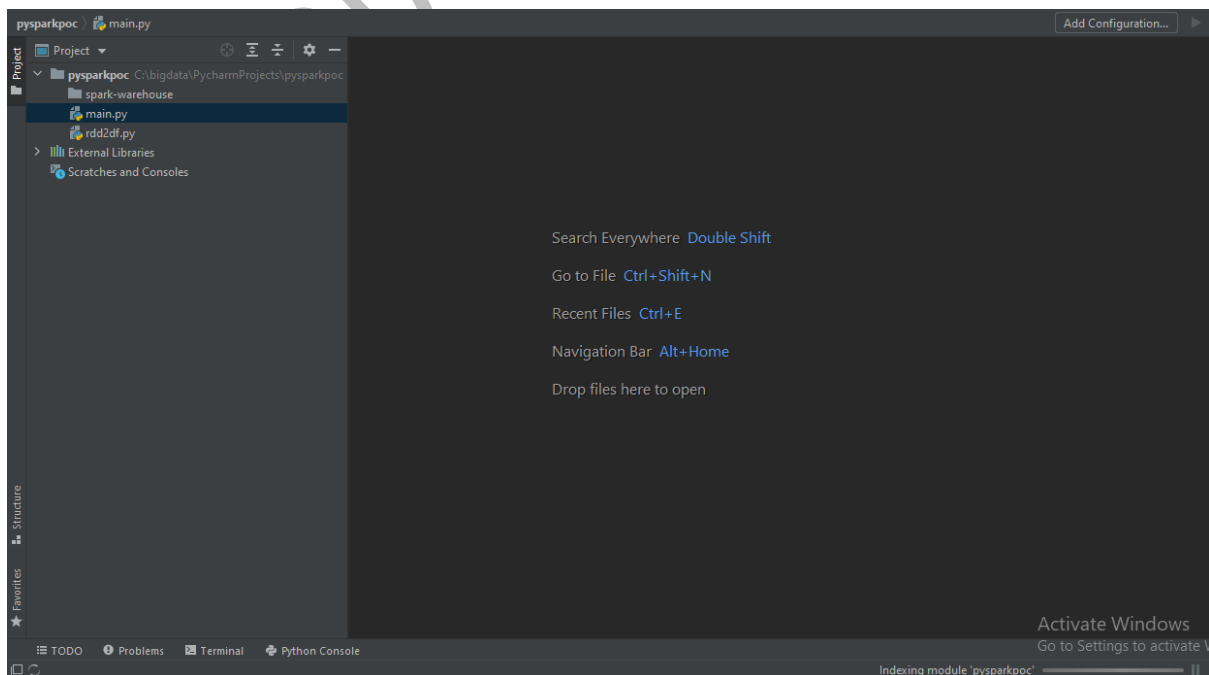 pysparkpoc main.py
Add Configuration...
Project
Project
pysparkpoc C:\bigdata\PycharmProjects\pysparkpoc
spark-warehouse
main.py
rdd2df.py
External Libraries
Scratches and Consoles
Search Everywhere Double Shift
Go to File Ctrl+Shift+N
Recent Files Ctrl+E
Navigation Bar Alt+Home
Drop files here to open
Structure
Favorites
Activate Windows
Go to Settings to activate
TODO Problems Terminal Python Console
Indexing module 'pysparkpoc'